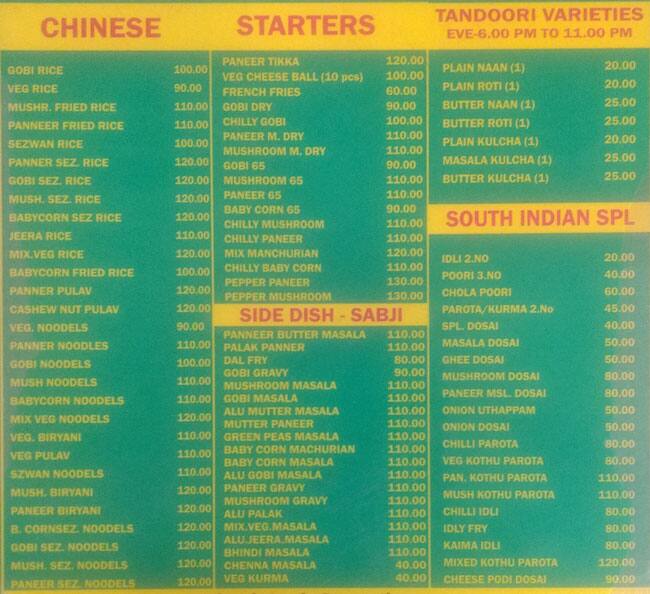 CHINESE
GOBI RICE 100.00
VEG RICE 90.00
MUSHR. FRIED RICE 110.00
PANNEER FRIED RICE 110.00
SEZWAN RICE 100.00
PANNER SEZ. RICE 120.00
GOBI SEZ. RICE 120.00
MUSH. SEZ. RICE 120.00
BABYCORN SEZ RICE 120.00
JEERA RICE 110.00
MIX.VEG RICE 120.00
BABYCORN FRIED RICE 100.00
PANNER PULAV 120.00
CASHEW NUT PULAV 120.00
VEG. NOODELS 90.00
PANNER NOODLES 110.00
GOBI NOODELS 100.00
MUSH NOODELS 110.00
BABYCORN NOODELS 110.00
MIX VEG NOODELS 120.00
VEG. BIRYANI 110.00
VEG PULAV 110.00
SZWAN NOODELS 110.00
MUSH. BIRYANI 120.00
PANEER BIRYANI 120.00
B. CORNSEZ. NOODELS 120.00
GOBI SEZ. NOODELS 120.00
MUSH. SEZ. NOODELS 120.00
PANEER SEZ. NOODELS 120.00
STARTERS
PANEER TIKKA 120.00
VEG CHEESE BALL (10 pcs) 100.00
FRENCH FRIES 60.00
GOBI DRY 90.00
CHILLY GOBI 100.00
PANEER M. DRY 110.00
MUSHROOM M. DRY 110.00
GOBI 65 90.00
MUSHROOM 65 110.00
PANEER 65 110.00
BABY CORN 65 90.00
CHILLY MUSHROOM 110.00
CHILLY PANEER 110.00
MIX MANCHURIAN 120.00
CHILLY BABY CORN 110.00
PEPPER PANEER 130.00
PEPPER MUSHROOM 130.00
SIDE DISH - SABJI
PANNEER BUTTER MASALA 110.00
PALAK PANNER 110.00
DAL FRY 80.00
GOBI GRAVY 90.00
MUSHROOM MASALA 110.00
GOBI MASALA 110.00
ALU MUTTER MASALA 110.00
MUTTER PANEER 110.00
GREEN PEAS MASALA 110.00
BABY CORN MACHURIAN 110.00
BABY CORN MASALA 110.00
ALU GOBI MASALA 110.00
PANEER GRAVY 110.00
MUSHROOM GRAVY 110.00
ALU PALAK 110.00
MIX.VEG.MASALA 110.00
ALU.JEERA.MASALA 110.00
BHINDI MASALA 110.00
CHENNA MASALA 40.00
VEG KURMA 40.00
TANDOORI VARIETIES
EVE-6.00 PM TO 11.00 PM
PLAIN NAAN (1) 20.00
PLAIN ROTI (1) 20.00
BUTTER NAAN (1) 25.00
BUTTER ROTI (1) 25.00
PLAIN KULCHA (1) 20.00
MASALA KULCHA (1) 25.00
BUTTER KULCHA (1) 25.00
SOUTH INDIAN SPL
IDLI 2.NO 20.00
POORI 3.NO 40.00
CHOLA POORI 60.00
PAROTA/KURMA 2.No 45.00
SPL. DOSAI 40.00
MASALA DOSAI 50.00
GHEE DOSAI 50.00
MUSHROOM DOSAI 80.00
PANEER MSL. DOSAI 80.00
ONION UTHAPPAM 50.00
ONION DOSAI 50.00
CHILLI PAROTA 80.00
VEG KOTHU PAROTA 80.00
PAN. KOTHU PAROTA 110.00
MUSH KOTHU PAROTA 110.00
CHILLI IDLI 80.00
IDLY FRY 80.00
KAIMA IDLI 80.00
MIXED KOTHU PAROTA 120.00
CHEESE PODI DOSAI 90.00